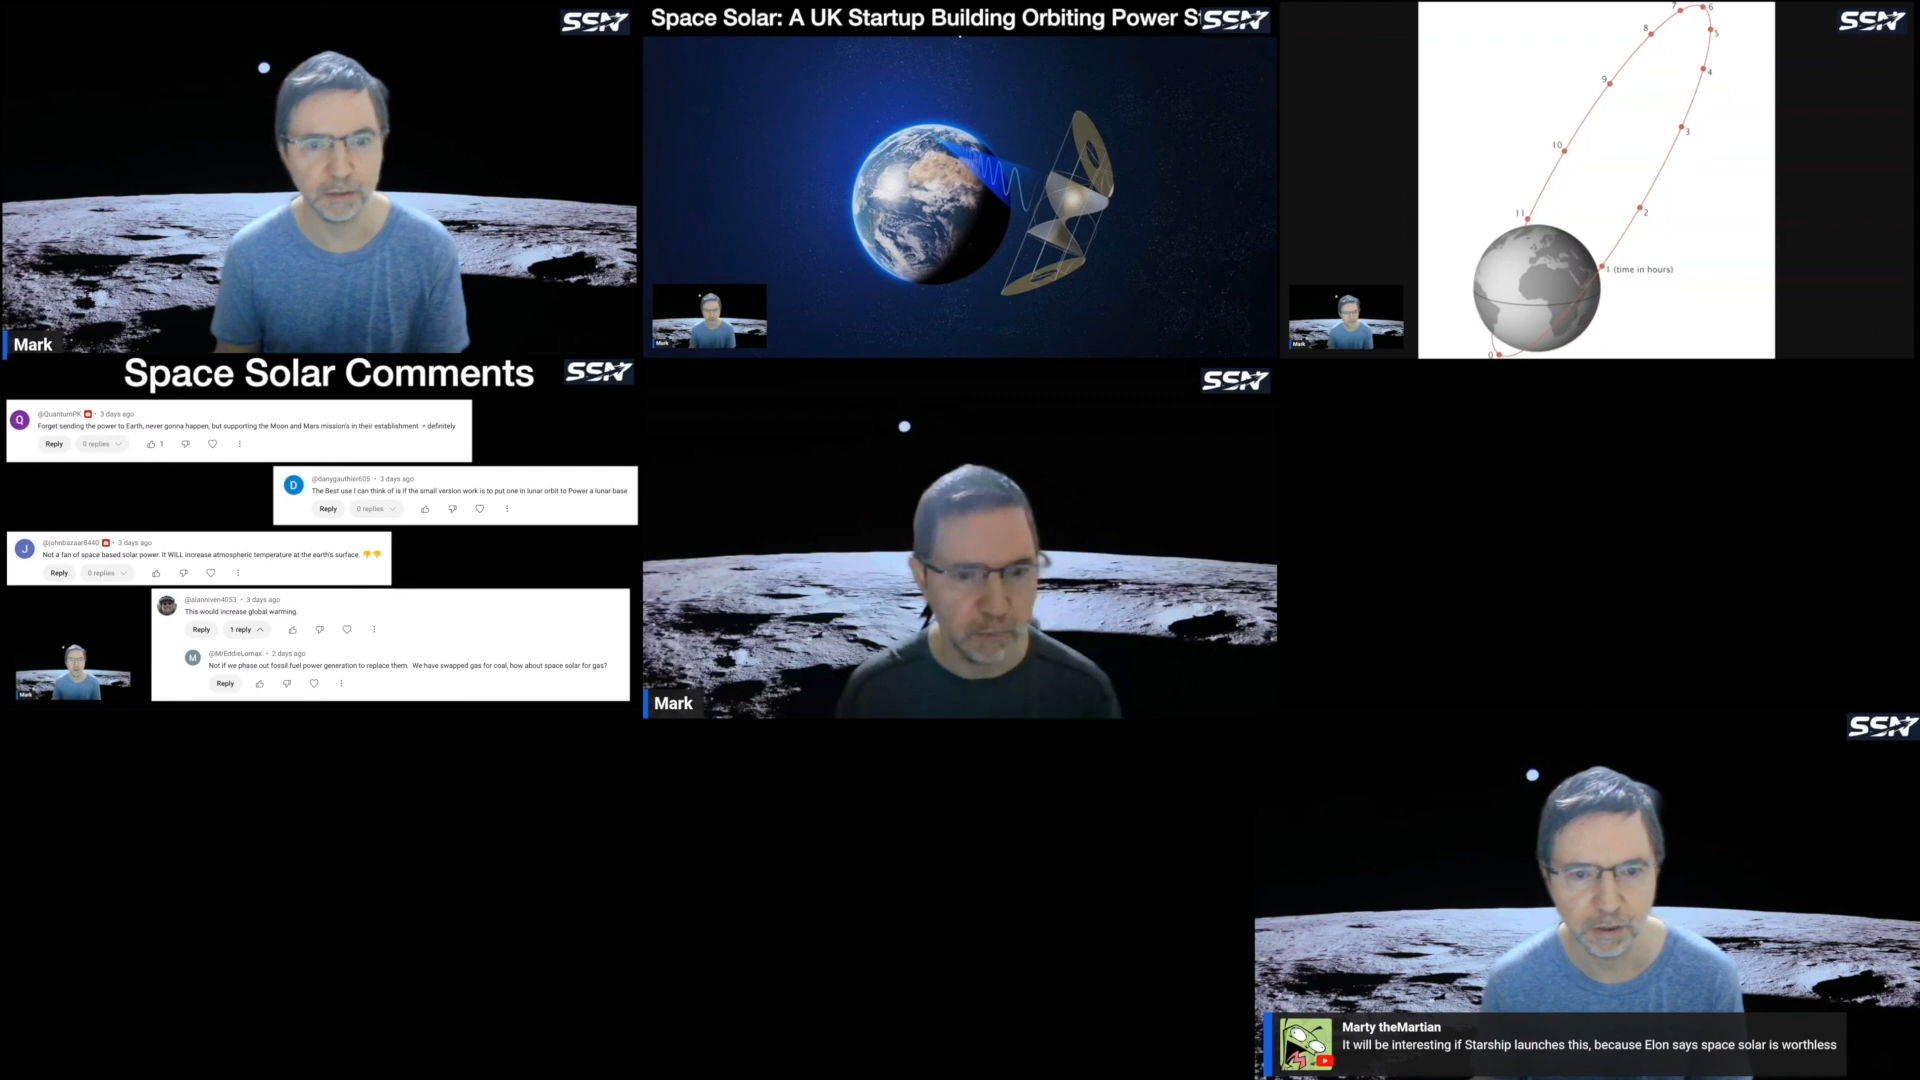 SSN
Mark
Space Solar: A UK Startup Building Orbiting Power S
SSN
Mark
SSN
7
6
8
5
4
9
3
10
2
11
1 (time in hours)
0
Mark
Space Solar Comments
SSN
Q
@QuantumPK • 3 days ago
Forget sending the power to Earth, never gonna happen, but supporting the Moon and Mars mission's in their establishment = definitely
Reply 0 replies 1
D
@danygauthier605 • 3 days ago
The Best use I can think of is if the small version work is to put one in lunar orbit to Power a lunar base
Reply 0 replies
J
@johnbazaar8440 • 3 days ago
Not a fan of space based solar power. It WILL increase atmospheric temperature at the earth's surface. 👎👎
Reply 0 replies
@alanniven4053 • 3 days ago
This would increase global warming.
Reply 1 reply
M
@MrEddieLomax • 2 days ago
Not if we phase out fossil fuel power generation to replace them. We have swapped gas for coal, how about space solar for gas?
Reply
Mark
SSN
Mark
SSN
Marty theMartian
It will be interesting if Starship launches this, because Elon says space solar is worthless